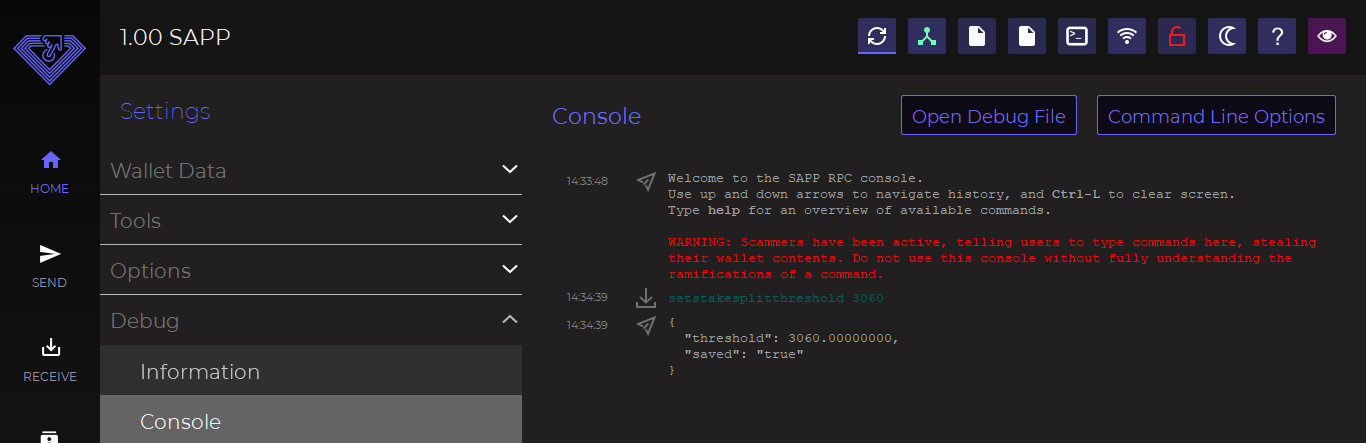 1.00 SAPP
>_
?
Settings
Wallet Data
Tools
Options
Debug
Information
Console
HOME
SEND
RECEIVE
Console
Open Debug File
Command Line Options
14:33:48
Welcome to the SAPP RPC console.
Use up and down arrows to navigate history, and Ctrl-L to clear screen.
Type help for an overview of available commands.
WARNING: Scammers have been active, telling users to type commands here, stealing
their wallet contents. Do not use this console without fully understanding the
ramifications of a command.
14:34:39
setstakesplitthreshold 3060
14:34:39
{
"threshold": 3060.00000000,
"saved": "true"
}